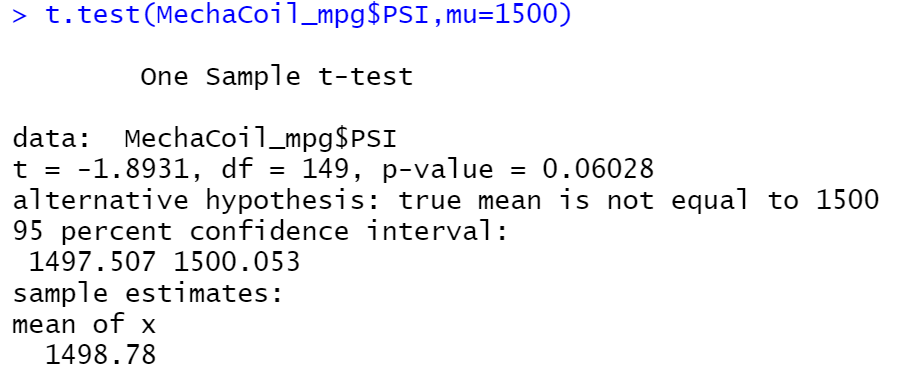 > t.test(MechaCoil_mpg$PSI,mu=1500)
One Sample t-test
data:  MechaCoil_mpg$PSI
t = -1.8931, df = 149, p-value = 0.06028
alternative hypothesis: true mean is not equal to 1500
95 percent confidence interval:
1497.507 1500.053
sample estimates:
mean of x
1498.78